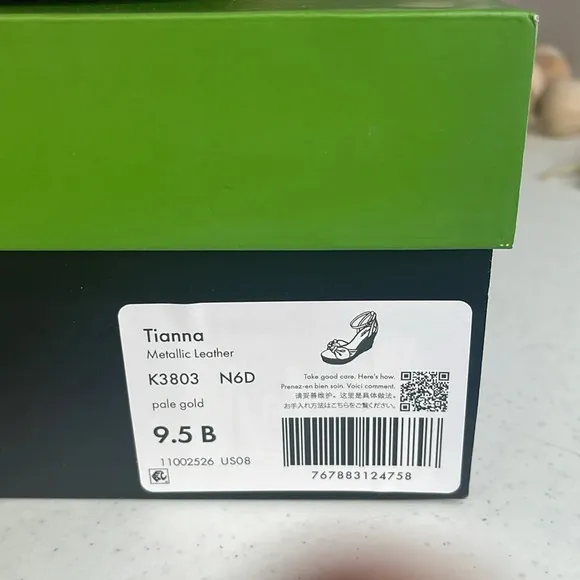 Tianna
Metallic Leather
K3803 N6D
pale gold
9.5 B
11002526 US08
Take good care. Here's how.
Prenez-en bien soin. Voici comment.
请妥善维护。这里是具体做法。
お手入れ方法はこちらをご覧ください。
767883124758